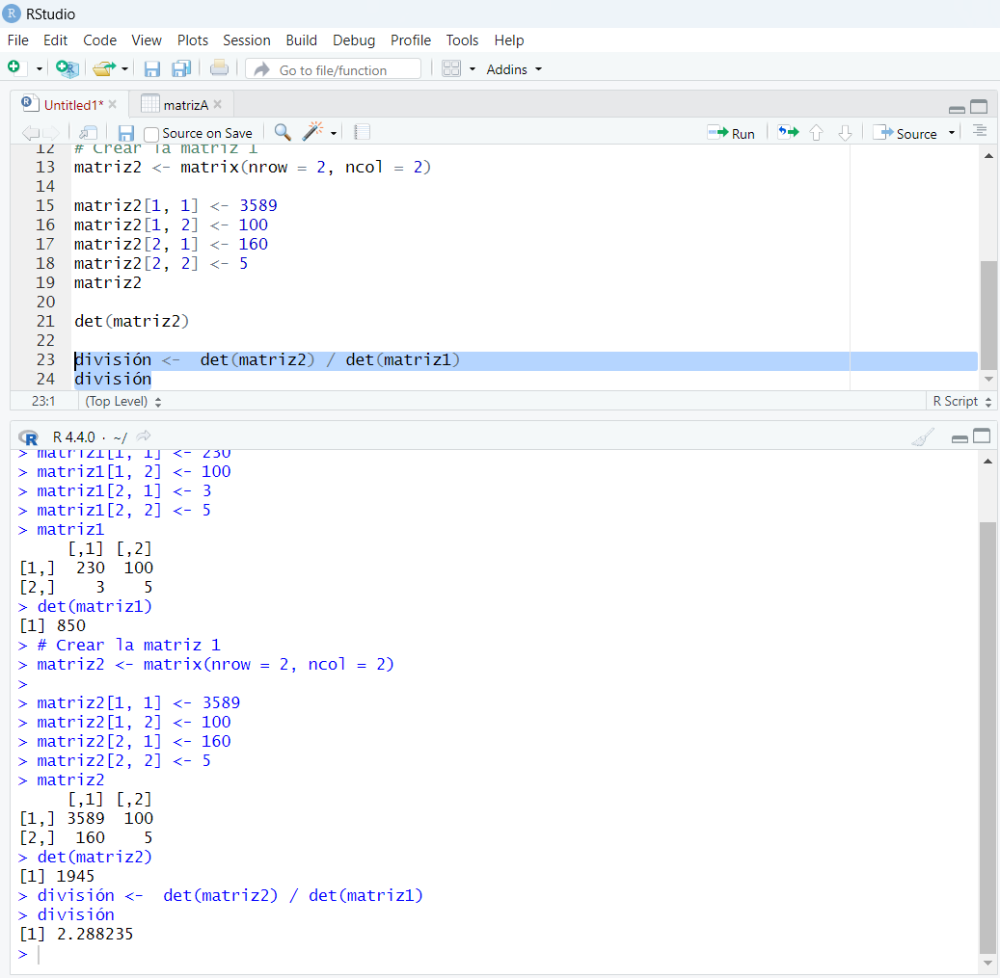 RStudio
File Edit Code View Plots Session Build Debug Profile Tools Help
Go to file/function Addins
Untitled1* matrizA
Source on Save Run Source
12 # Crear la matriz 1
13 matriz2 <- matrix(nrow = 2, ncol = 2)
14
15 matriz2[1, 1] <- 3589
16 matriz2[1, 2] <- 100
17 matriz2[2, 1] <- 160
18 matriz2[2, 2] <- 5
19 matriz2
20
21 det(matriz2)
22
23 división <-  det(matriz2) / det(matriz1)
24 división
23:1 (Top Level) R Script
R 4.4.0 · ~/
> matriz1[1, 1] <- 230
> matriz1[1, 2] <- 100
> matriz1[2, 1] <- 3
> matriz1[2, 2] <- 5
> matriz1
     [,1] [,2]
[1,]  230  100
[2,]    3    5
> det(matriz1)
[1] 850
> # Crear la matriz 1
> matriz2 <- matrix(nrow = 2, ncol = 2)
>
> matriz2[1, 1] <- 3589
> matriz2[1, 2] <- 100
> matriz2[2, 1] <- 160
> matriz2[2, 2] <- 5
> matriz2
     [,1] [,2]
[1,] 3589  100
[2,]  160    5
> det(matriz2)
[1] 1945
> división <-  det(matriz2) / det(matriz1)
> división
[1] 2.288235
>